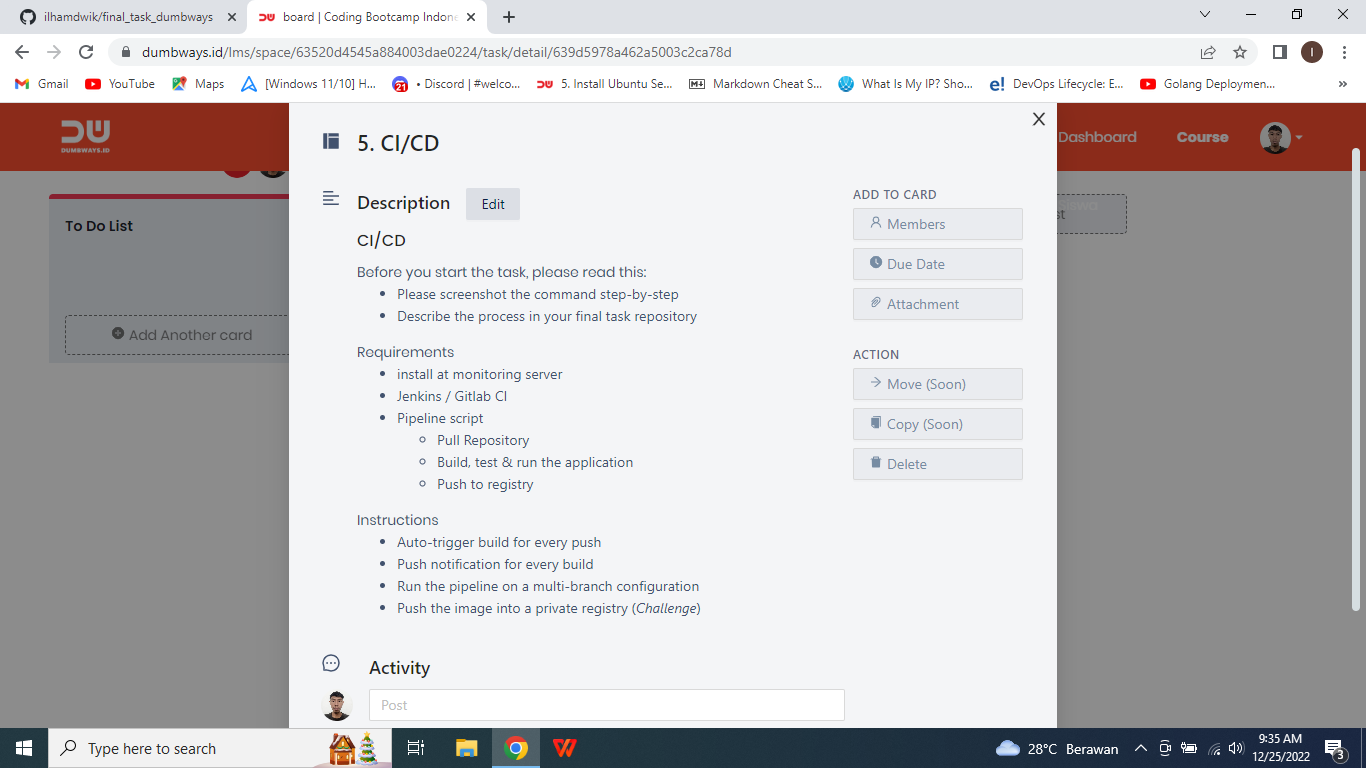 ilhamdwik/final_task_dumbways
board | Coding Bootcamp Indone
dumbways.id/lms/space/63520d4545a884003dae0224/task/detail/639d5978a462a5003c2ca78d
I
Gmail
YouTube
Maps
[Windows 11/10] H...
21
• Discord | #welco...
5. Install Ubuntu Se...
Markdown Cheat S...
What Is My IP? Sho...
e!
DevOps Lifecycle: E...
Golang Deploymen...
»
DUMBWAYS.ID
Dashboard
Course
To Do List
Add Another card
5. CI/CD
Description
Edit
CI/CD
Before you start the task, please read this:
• Please screenshot the command step-by-step
• Describe the process in your final task repository
Requirements
• install at monitoring server
• Jenkins / Gitlab CI
• Pipeline script
◦ Pull Repository
◦ Build, test & run the application
◦ Push to registry
Instructions
• Auto-trigger build for every push
• Push notification for every build
• Run the pipeline on a multi-branch configuration
• Push the image into a private registry (Challenge)
Activity
Post
ADD TO CARD
Members
Due Date
Attachment
ACTION
Move (Soon)
Copy (Soon)
Delete
Type here to search
28°C Berawan
9:35 AM
12/25/2022
3